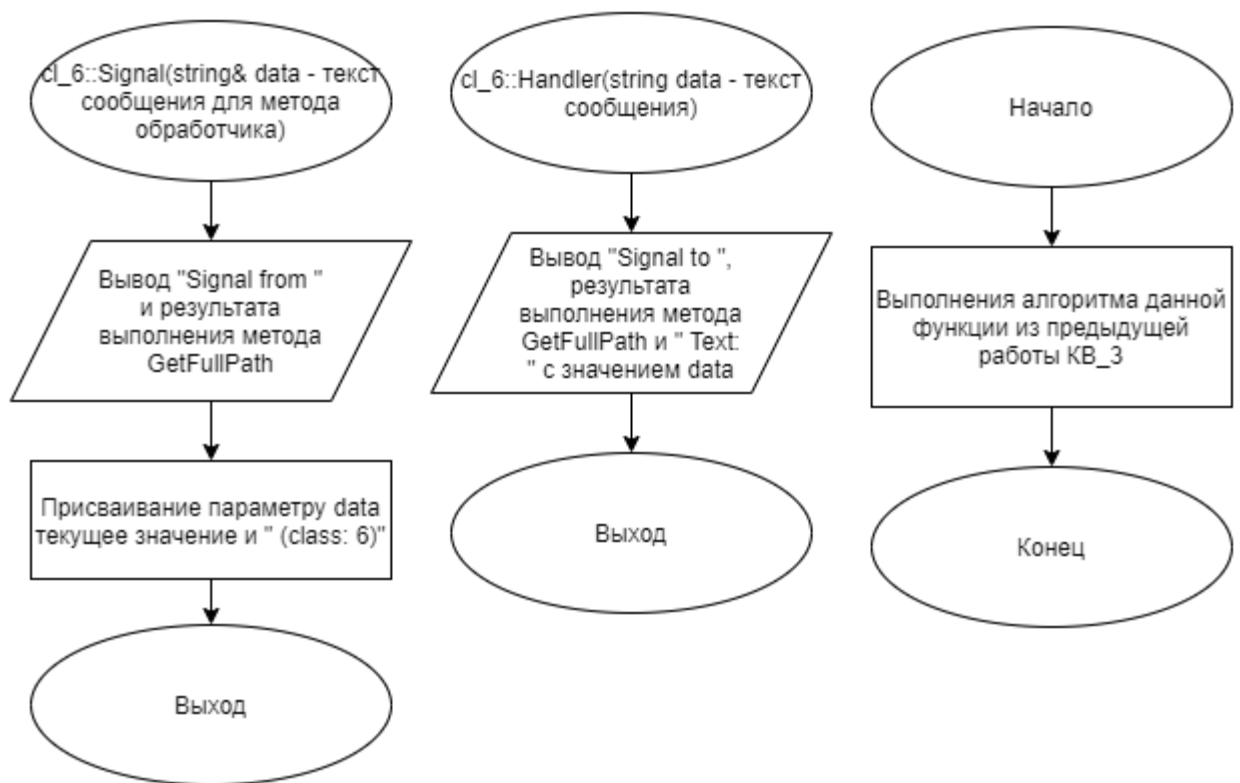 cl_6::Signal(string& data - текст
сообщения для метода
обработчика)
Вывод "Signal from "
и результата
выполнения метода
GetFullPath
Присваивание параметру data
текущее значение и " (class: 6)"
Выход
cl_6::Handler(string data - текст
сообщения)
Вывод "Signal to ",
результата
выполнения метода
GetFullPath и " Text:
" с значением data
Выход
Начало
Выполнения алгоритма данной
функции из предыдущей
работы КВ_3
Конец